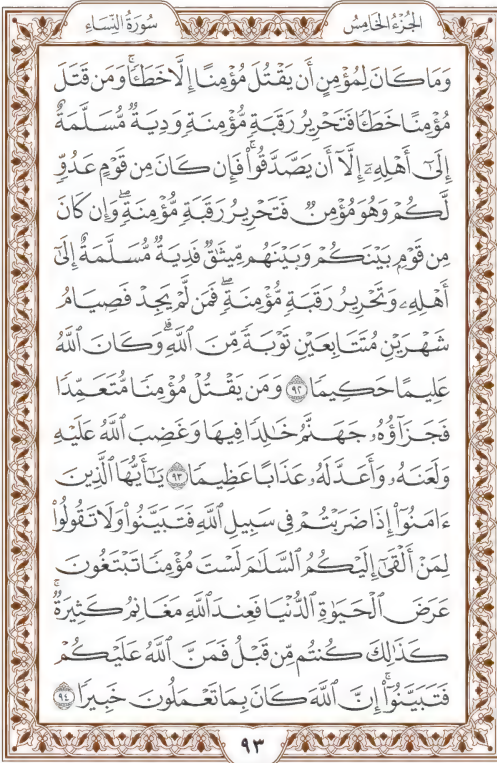 الجُزْءُ الخَامِسُ
سُورَةُ النِّسَاءِ
وَمَا كَانَ لِمُؤْمِنٍ أَن يَقْتُلَ مُؤْمِنًا إِلَّا خَطَـًٔا ۚ وَمَن قَتَلَ
مُؤْمِنًا خَطَـًٔا فَتَحْرِيرُ رَقَبَةٍ مُّؤْمِنَةٍ وَدِيَةٌ مُّسَلَّمَةٌ
إِلَىٰٓ أَهْلِهِۦٓ إِلَّآ أَن يَصَّدَّقُوا۟ ۚ فَإِن كَانَ مِن قَوْمٍ عَدُوٍّ
لَّكُمْ وَهُوَ مُؤْمِنٌ فَتَحْرِيرُ رَقَبَةٍ مُّؤْمِنَةٍ ۖ وَإِن كَانَ
مِن قَوْمٍۭ بَيْنَكُمْ وَبَيْنَهُم مِّيثَٰقٌ فَدِيَةٌ مُّسَلَّمَةٌ إِلَىٰٓ
أَهْلِهِۦ وَتَحْرِيرُ رَقَبَةٍ مُّؤْمِنَةٍ ۖ فَمَن لَّمْ يَجِدْ فَصِيَامُ
شَهْرَيْنِ مُتَتَابِعَيْنِ تَوْبَةً مِّنَ ٱللَّهِ ۗ وَكَانَ ٱللَّهُ
عَلِيمًا حَكِيمًا ٩٢ وَمَن يَقْتُلْ مُؤْمِنًا مُّتَعَمِّدًا
فَجَزَآؤُهُۥ جَهَنَّمُ خَٰلِدًا فِيهَا وَغَضِبَ ٱللَّهُ عَلَيْهِ
وَلَعَنَهُۥ وَأَعَدَّ لَهُۥ عَذَابًا عَظِيمًا ٩٣ يَٰٓأَيُّهَا ٱلَّذِينَ
ءَامَنُوٓا۟ إِذَا ضَرَبْتُمْ فِى سَبِيلِ ٱللَّهِ فَتَبَيَّنُوا۟ وَلَا تَقُولُوا۟
لِمَنْ أَلْقَىٰٓ إِلَيْكُمُ ٱلسَّلَٰمَ لَسْتَ مُؤْمِنًا تَبْتَغُونَ
عَرَضَ ٱلْحَيَوٰةِ ٱلدُّنْيَا فَعِندَ ٱللَّهِ مَغَانِمُ كَثِيرَةٌ ۚ
كَذَٰلِكَ كُنتُم مِّن قَبْلُ فَمَنَّ ٱللَّهُ عَلَيْكُمْ
فَتَبَيَّنُوٓا۟ ۚ إِنَّ ٱللَّهَ كَانَ بِمَا تَعْمَلُونَ خَبِيرًا ٩٤
٩٣